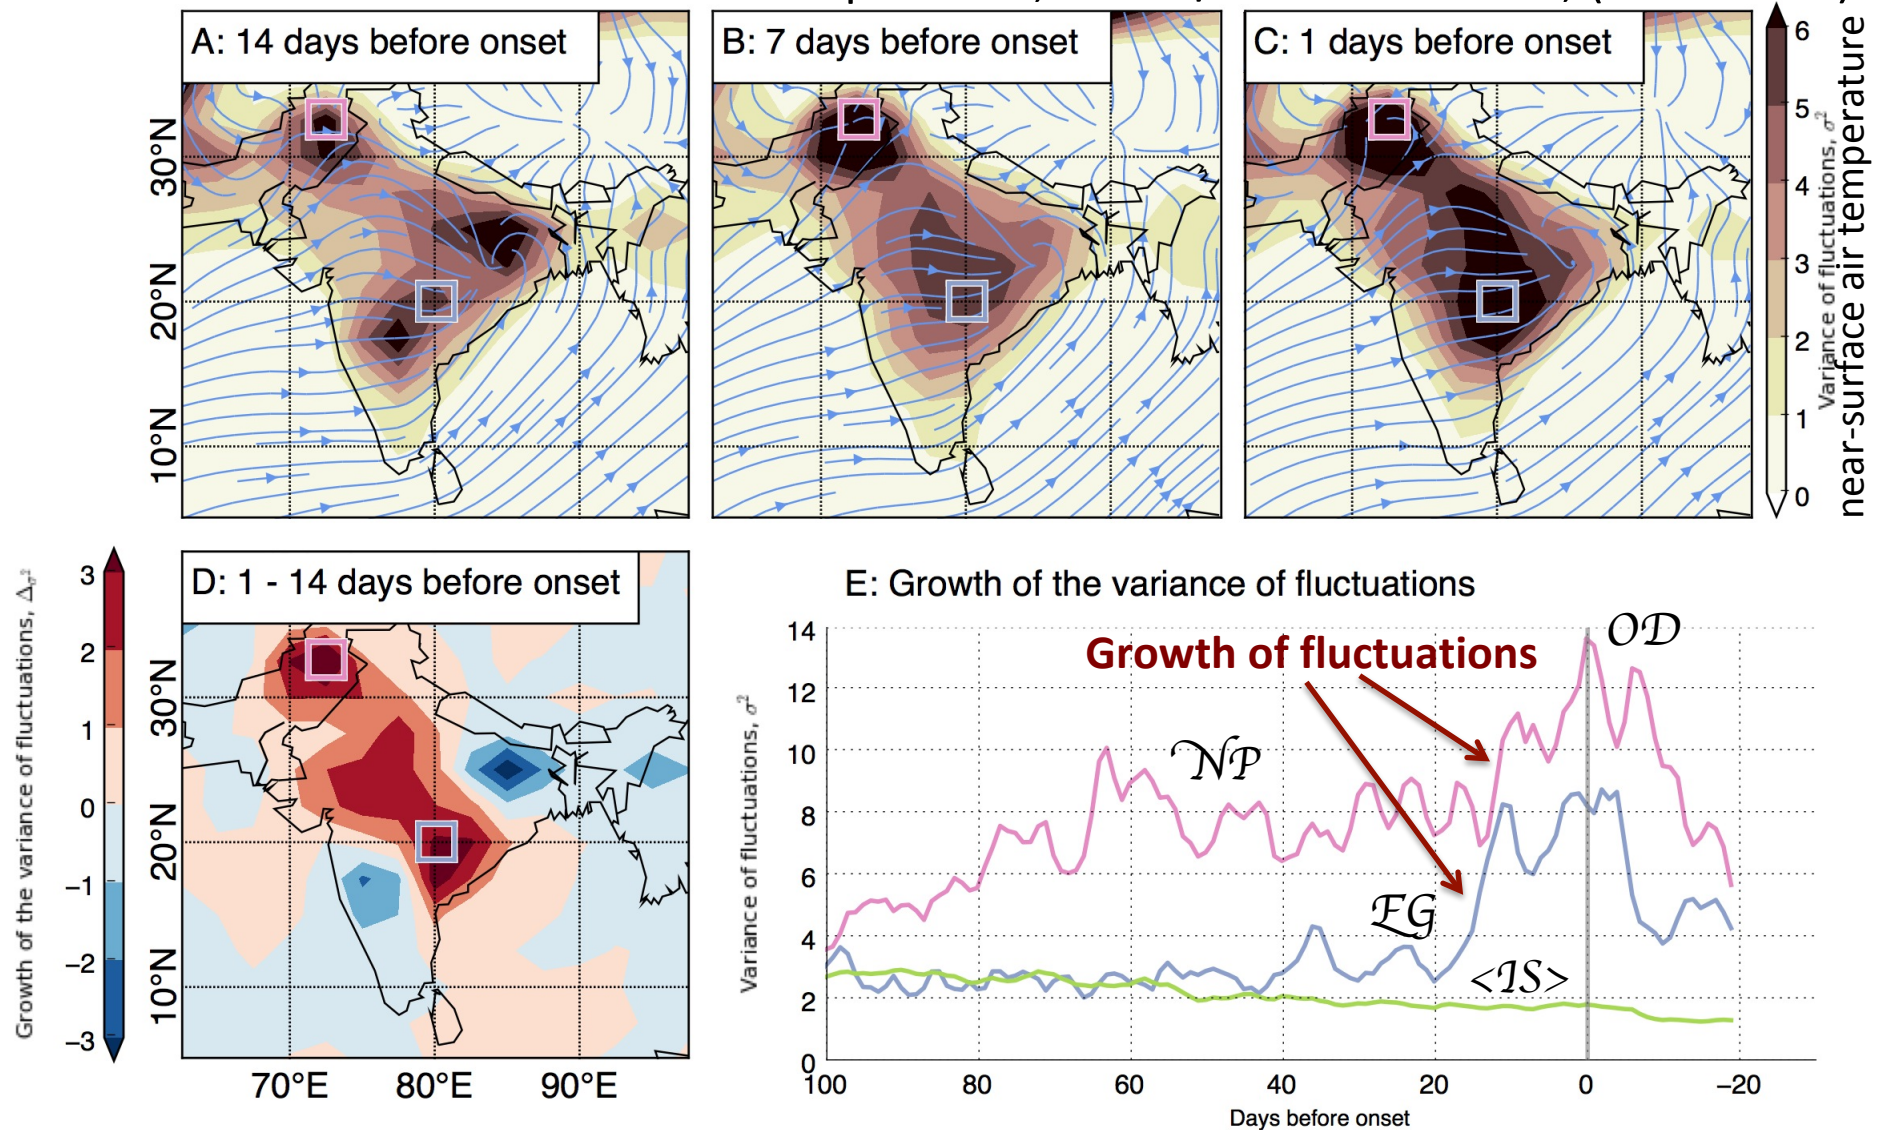 A: 14 days before onset
B: 7 days before onset
C: 1 days before onset
30°N
20°N
10°N
6
5
4
3
2
1
0
Variance of fluctuations, σ²
near-surface air temperature
D: 1 - 14 days before onset
Growth of the variance of fluctuations, Δσ²
3
2
1
0
−1
−2
−3
30°N
20°N
10°N
70°E
80°E
90°E
E: Growth of the variance of fluctuations
Growth of fluctuations
OD
NP
EG
<IS>
Variance of fluctuations, σ²
14
12
10
8
6
4
2
0
100
80
60
40
20
0
−20
Days before onset